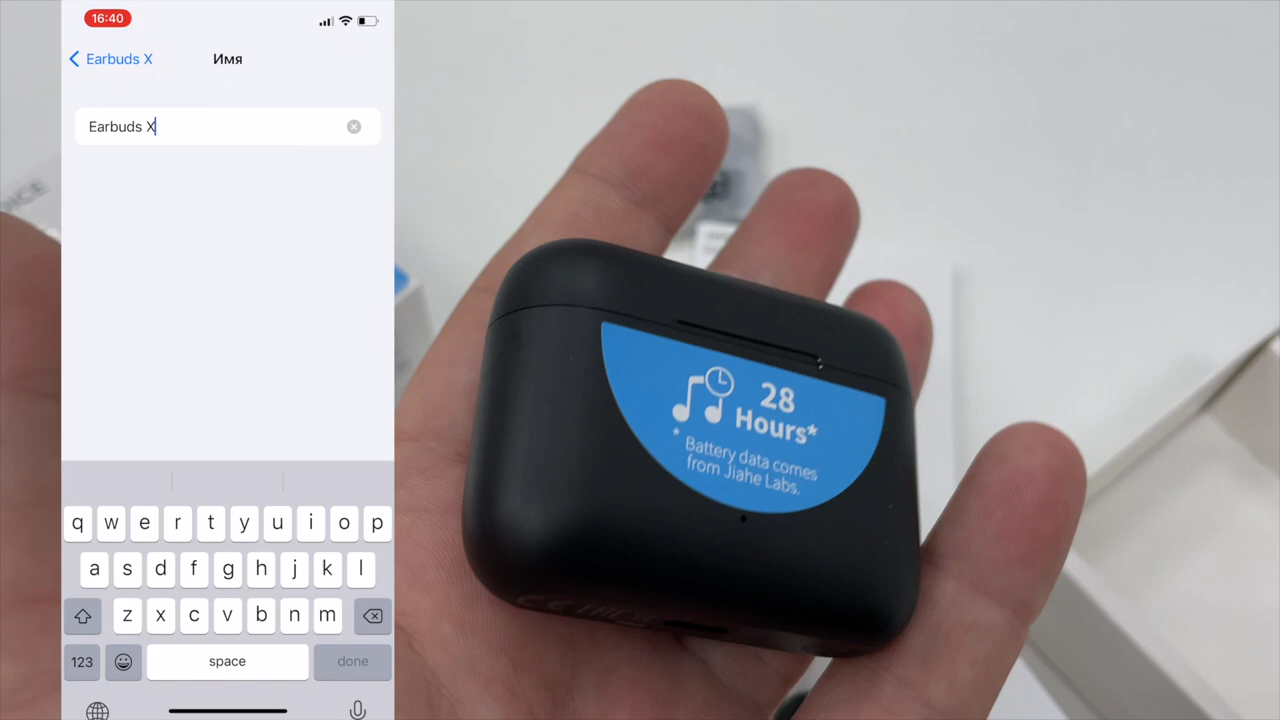 16:40
Earbuds X
Имя
Earbuds X
q w e r t y u i o p
a s d f g h j k l
z x c v b n m
123
space
done
28
Hours*
* Battery data comes
from Jiahe Labs.